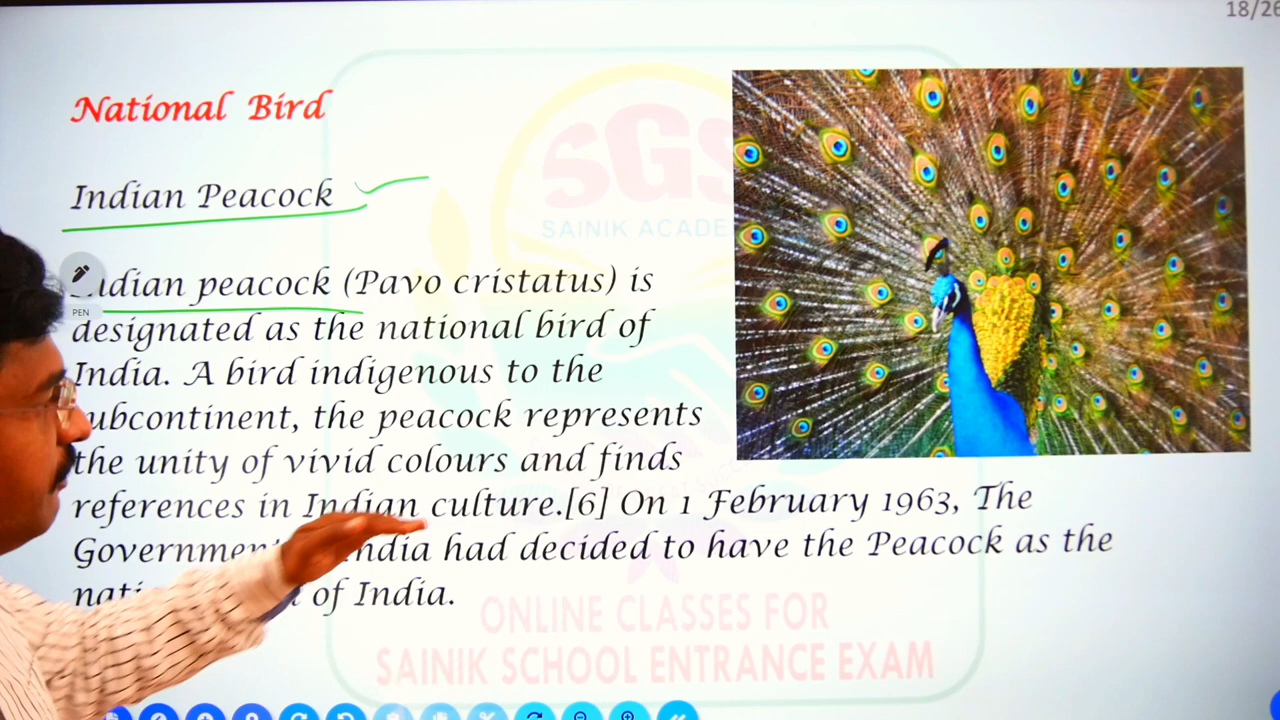 18/26
National Bird
Indian Peacock
Indian peacock (Pavo cristatus) is
PEN
designated as the national bird of
India. A bird indigenous to the
subcontinent, the peacock represents
the unity of vivid colours and finds
references in Indian culture.[6] On 1 February 1963, The
Government India had decided to have the Peacock as the
of India.
SGS
SAINIK ACADE
ONLINE CLASSES FOR
SAINIK SCHOOL ENTRANCE EXAM